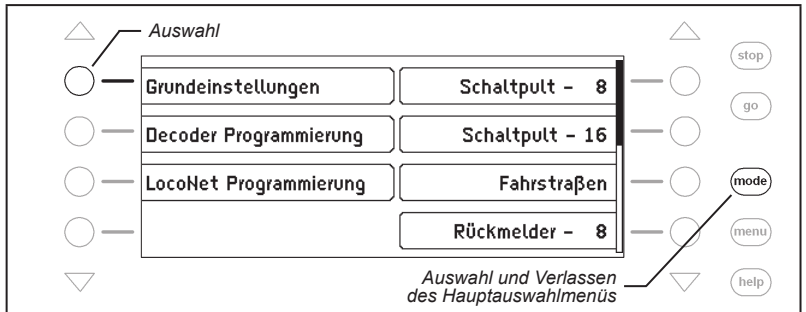 Auswahl
stop
Grundeinstellungen
Schaltpult - 8
go
Decoder Programmierung
Schaltpult - 16
LocoNet Programmierung
Fahrstraßen
mode
Rückmelder - 8
menu
Auswahl und Verlassen
des Hauptauswahlmenüs
help